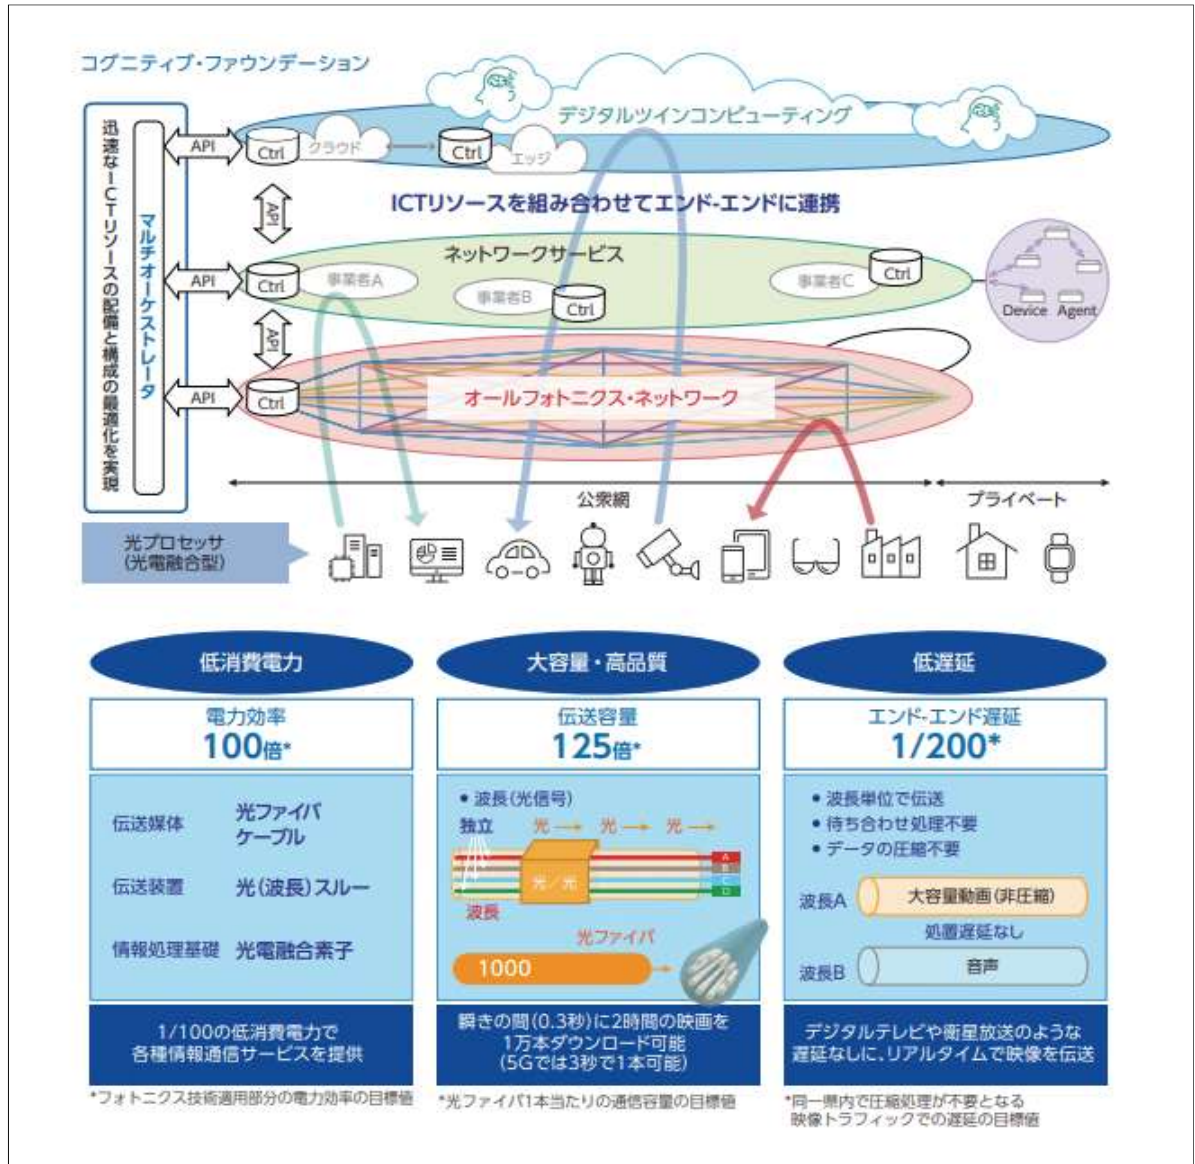 コグニティブ・ファウンデーション
迅速なICTリソースの配備と構成の最適化を実現
マルチオーケストレータ
API
Ctrl
クラウド
Ctrl
エッジ
デジタルツインコンピューティング
API
ICTリソースを組み合わせてエンド-エンドに連携
API
Ctrl
ネットワークサービス
事業者A
事業者B
Ctrl
事業者C
Ctrl
Device Agent
API
API
Ctrl
オールフォトニクス・ネットワーク
公衆網
プライベート
光プロセッサ
(光電融合型)
低消費電力
電力効率
100倍*
伝送媒体
光ファイバ
ケーブル
伝送装置
光(波長)スルー
情報処理基礎
光電融合素子
1/100の低消費電力で
各種情報通信サービスを提供
*フォトニクス技術適用部分の電力効率の目標値
大容量・高品質
伝送容量
125倍*
• 波長(光信号)
独立
光
光
光
光/光
A
B
C
D
波長
光ファイバ
1000
瞬きの間(0.3秒)に2時間の映画を
1万本ダウンロード可能
(5Gでは3秒で1本可能)
*光ファイバ1本当たりの通信容量の目標値
低遅延
エンド-エンド遅延
1/200*
• 波長単位で伝送
• 待ち合わせ処理不要
• データの圧縮不要
波長A
大容量動画(非圧縮)
処置遅延なし
波長B
音声
デジタルテレビや衛星放送のような
遅延なしに、リアルタイムで映像を伝送
*同一県内で圧縮処理が不要となる
映像トラフィックでの遅延の目標値